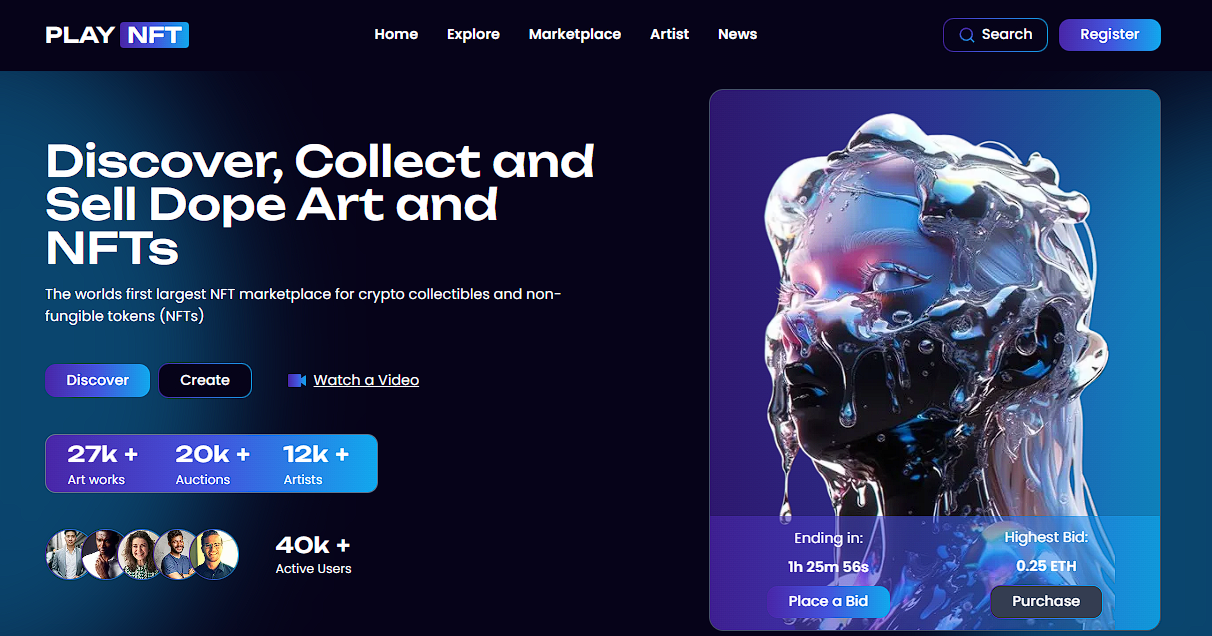 PLAY NFT
Home Explore Marketplace Artist News
Search
Register
Discover, Collect and
Sell Dope Art and
NFTs
The worlds first largest NFT marketplace for crypto collectibles and non-
fungible tokens (NFTs)
Discover Create Watch a Video
27k + 20k + 12k +
Art works Auctions Artists
40k +
Active Users
Ending in: Highest Bid:
1h 25m 56s 0.25 ETH
Place a Bid Purchase